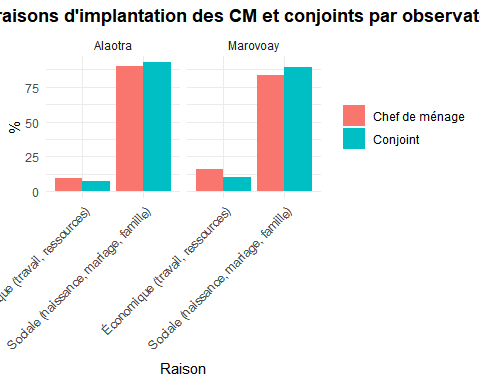 raisons d'implantation des CM et conjoints par observat
Alaotra
Marovoay
%
75
50
25
0
Chef de ménage
Conjoint
que (travail, ressources)
Sociale (naissance, mariage, famille)
Économique (travail, ressources)
Sociale (naissance, mariage, famille)
Raison